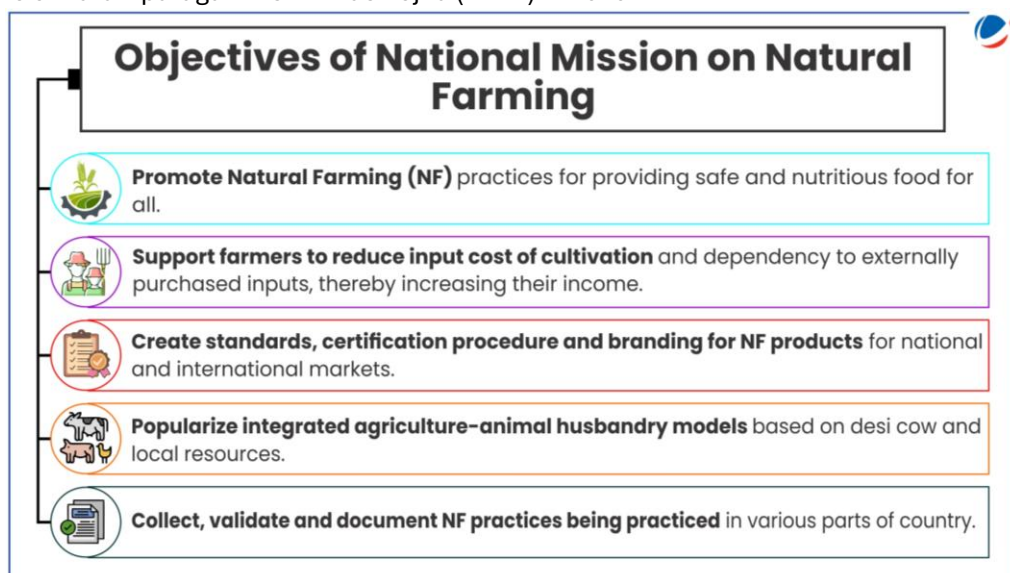 Objectives of National Mission on Natural
Farming
Promote Natural Farming (NF) practices for providing safe and nutritious food for
all.
Support farmers to reduce input cost of cultivation and dependency to externally
purchased inputs, thereby increasing their income.
Create standards, certification procedure and branding for NF products for national
and international markets.
Popularize integrated agriculture-animal husbandry models based on desi cow and
local resources.
Collect, validate and document NF practices being practiced in various parts of country.